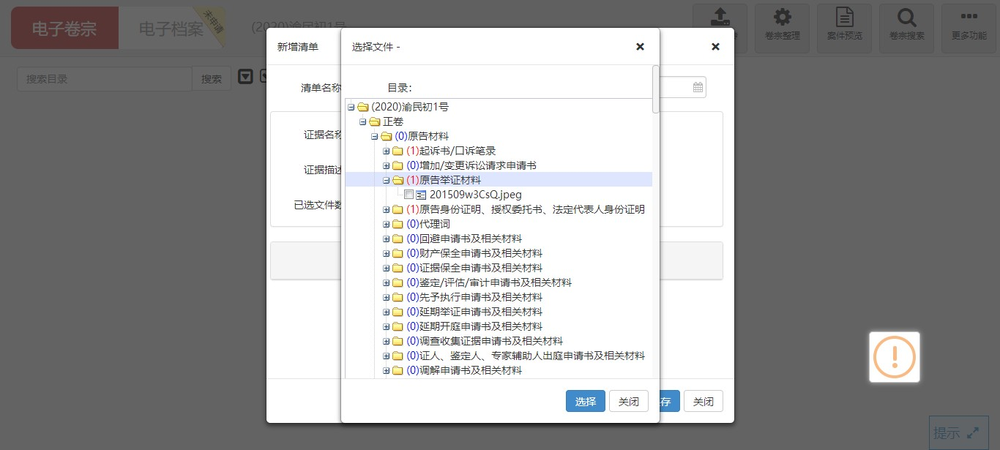 电子卷宗
电子档案
未申请
(2020)渝民初1号
卷宗整理
案件预览
卷宗搜索
更多功能
搜索目录
搜索
新增清单
选择文件 -
清单名称
目录：
(2020)渝民初1号
正卷
(0)原告材料
(1)起诉书/口诉笔录
(0)增加/变更诉讼请求申请书
(1)原告举证材料
201509w3CsQ.jpeg
(1)原告身份证明、授权委托书、法定代表人身份证明
(0)代理词
(0)回避申请书及相关材料
(0)财产保全申请书及相关材料
(0)证据保全申请书及相关材料
(0)鉴定/评估/审计申请书及相关材料
(0)先予执行申请书及相关材料
(0)延期举证申请书及相关材料
(0)延期开庭申请书及相关材料
(0)调查收集证据申请书及相关材料
(0)证人、鉴定人、专家辅助人出庭申请书及相关材料
(0)调解申请书及相关材料
证据名称
证据描述
已选文件数
选择
关闭
存
关闭
提示